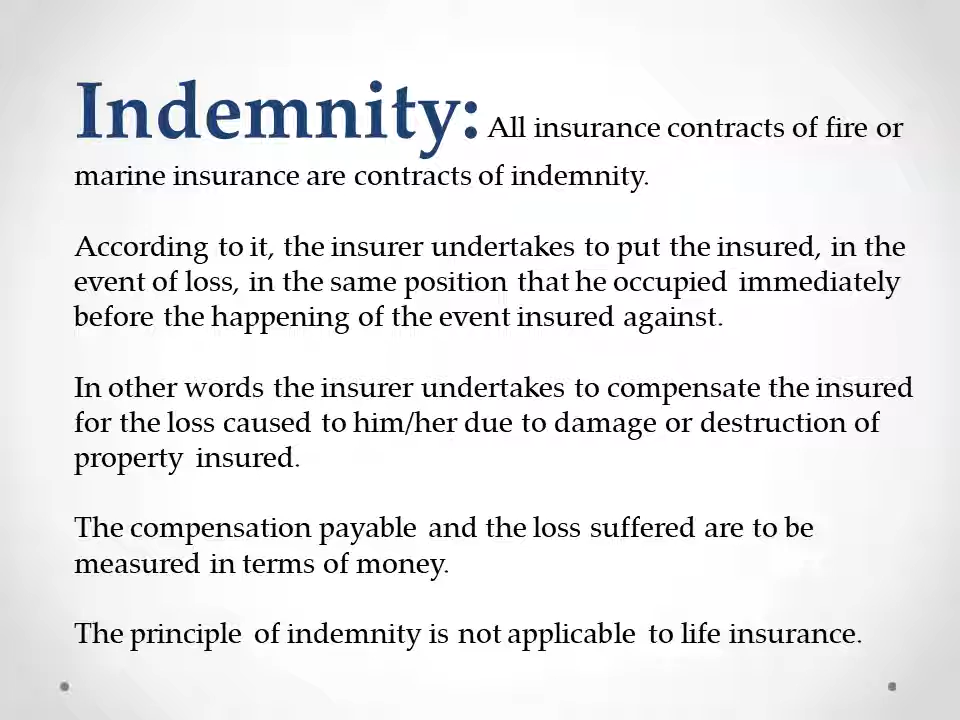 Indemnity: All insurance contracts of fire or
marine insurance are contracts of indemnity.
According to it, the insurer undertakes to put the insured, in the
event of loss, in the same position that he occupied immediately
before the happening of the event insured against.
In other words the insurer undertakes to compensate the insured
for the loss caused to him/her due to damage or destruction of
property insured.
The compensation payable and the loss suffered are to be
measured in terms of money.
The principle of indemnity is not applicable to life insurance.